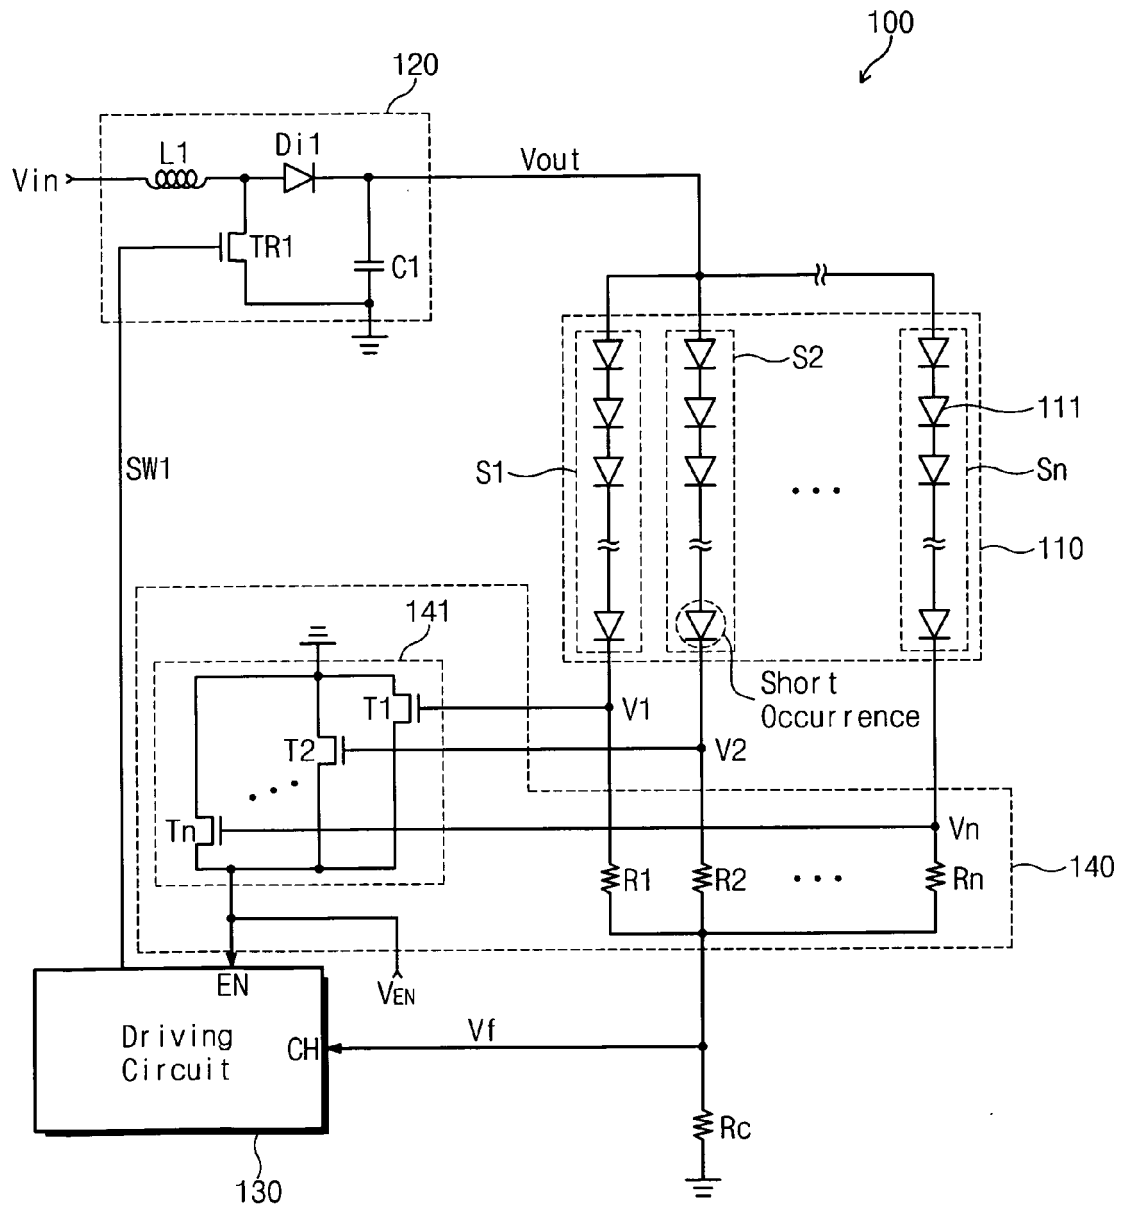 100
120
L1
Di1
Vout
Vin
TR1
C1
S2
111
S1
Sn
SW1
110
141
Short
Occurrence
T1
V1
T2
V2
Tn
Vn
R1
R2
Rn
140
EN
VEN
Driving
Circuit
CH
Vf
Rc
130